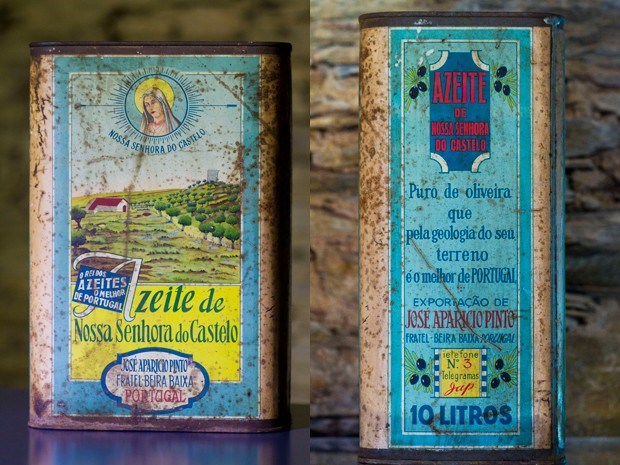 NOSSA SENHORA DO CASTELO
O REI DOS
AZEITES
O MELHOR
DE PORTUGAL
Azeite de
Nossa Senhora do Castelo
JOSÉ APARICIO PINTO
FRATEL-BEIRA BAIXA
PORTUGAL
AZEITE
DE
NOSSA SENHORA
DO CASTELO
Puro de oliveira
que
pela geologia do seu
terreno
é o melhor de PORTUGAL
EXPORTAÇÃO DE
JOSÉ APARICIO PINTO
FRATEL-BEIRA BAIXA PORTUGAL
Telefone
Nº 3
Telegramas
Jap
10 LITROS